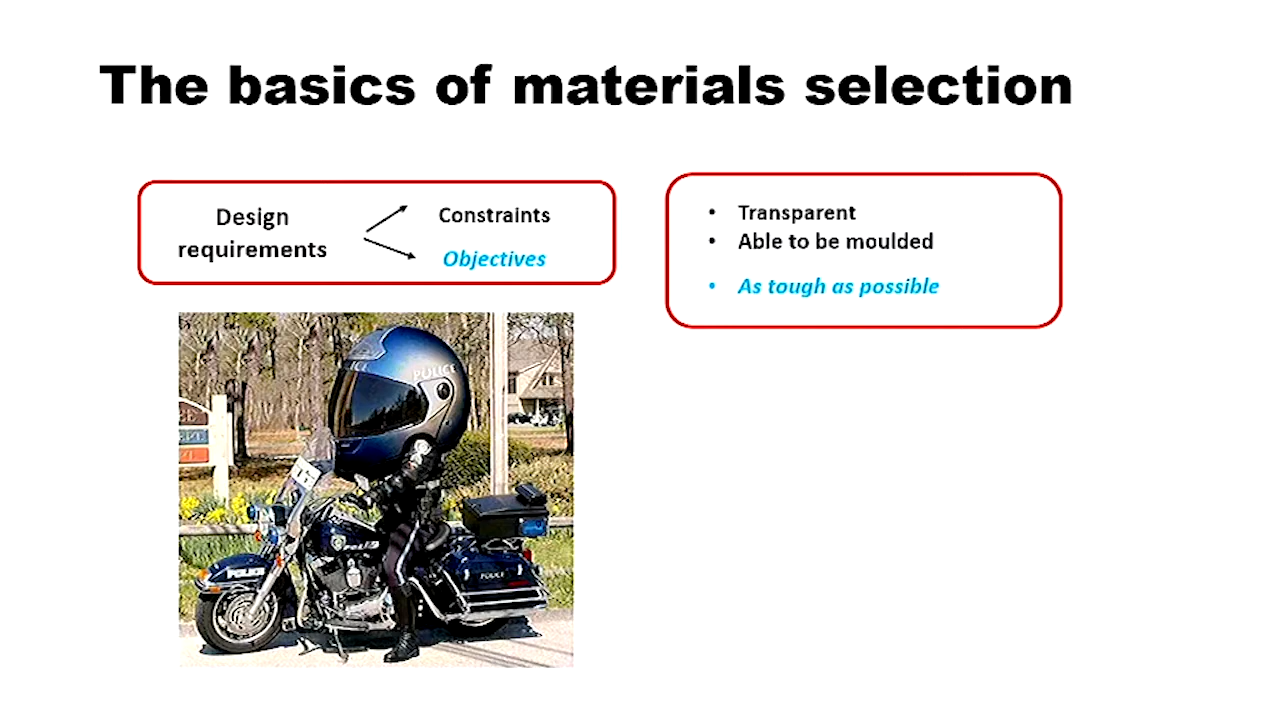 The basics of materials selection
Design
requirements
Constraints
Objectives
• Transparent
• Able to be moulded
• As tough as possible
POLICE
POLICE
POLICE